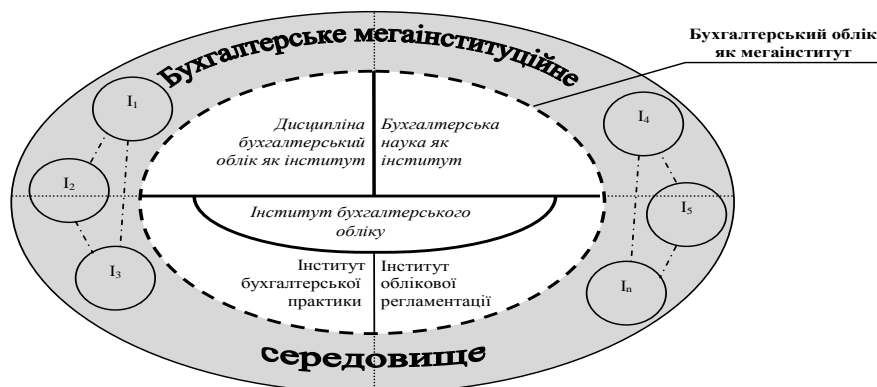 Бухгалтерське мегаінституційне
Бухгалтерський облік
як мегаінститут
I1
I2
I3
Дисципліна
бухгалтерський
облік як інститут
Бухгалтерська
наука як
інститут
I4
I5
In
Інститут бухгалтерського
обліку
Інститут
бухгалтерської
практики
Інститут
облікової
регламентації
середовище